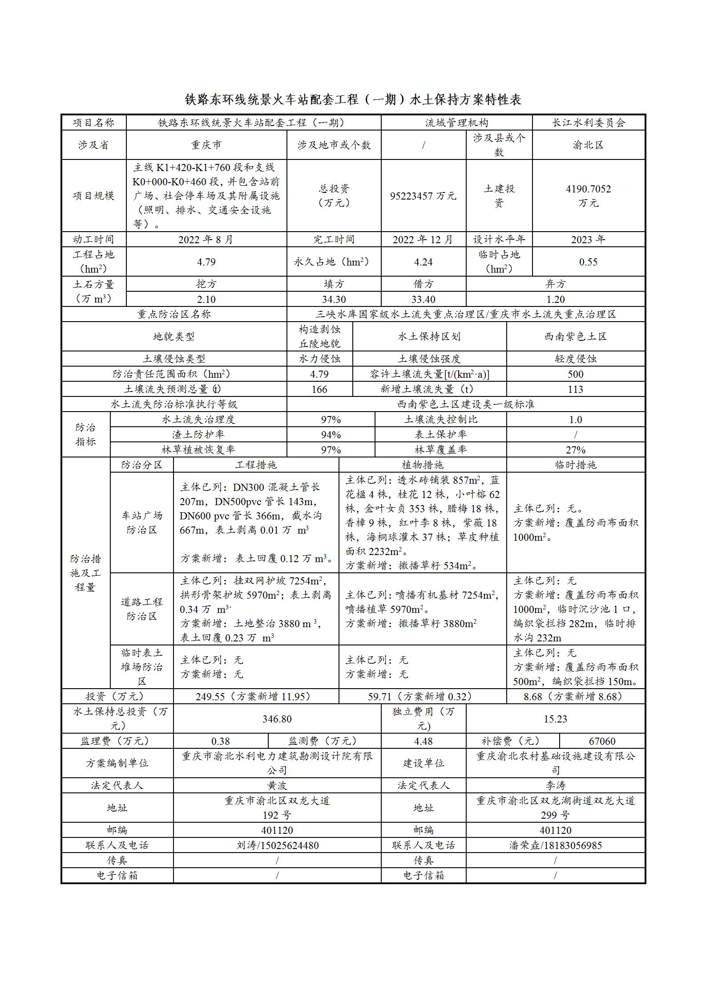 铁路东环线统景火车站配套工程（一期）水土保持方案特性表
项目名称 铁路东环线统景火车站配套工程（一期） 流域管理机构 长江水利委员会
涉及省 重庆市 涉及地市或个数 / 涉及县或个
数 渝北区
项目规模 主线 K1+420-K1+760 段和支线
K0+000-K0+460 段，并包含站前
广场、社会停车场及其附属设施
（照明、排水、交通安全设施
等）。
总投资
（万元） 95223457 万元 土建投
资 4190.7052
万元
动工时间 2022 年 8 月 完工时间 2022 年 12 月 设计水平年 2023 年
工程占地
（hm²） 4.79 永久占地（hm²） 4.24 临时占地
（hm²） 0.55
土石方量
（万 m³） 挖方 填方 借方 弃方
2.10 34.30 33.40 1.20
重点防治区名称 三峡水库国家级水土流失重点治理区/重庆市水土流失重点治理区
地貌类型 构造剥蚀
丘陵地貌 水土保持区划 西南紫色土区
土壤侵蚀类型 水力侵蚀 土壤侵蚀强度 轻度侵蚀
防治责任范围面积（hm²） 4.79 容许土壤流失量[t/(km²·a)] 500
土壤流失预测总量（t） 166 新增土壤流失量（t） 113
水土流失防治标准执行等级 西南紫色土区建设类一级标准
防治
指标 水土流失治理度 97% 土壤流失控制比 1.0
渣土防护率 94% 表土保护率 /
林草植被恢复率 97% 林草覆盖率 27%
防治措
施及工
程量
防治分区 工程措施 植物措施 临时措施
车站广场
防治区
主体已列：DN300 混凝土管长
207m，DN500pvc 管长 143m，
DN600 pvc 管长 366m，截水沟
667m，表土剥离 0.01 万 m³
方案新增： 表土回覆 0.12 万 m³。
主体已列：透水砖铺装 857m²，蓝
花楹 4 株，桂花 12 株，小叶榕 62
株，金叶女贞 353 株，腊梅 18 株，
香樟 9 株，红叶李 8 株，紫薇 18
株，海桐球灌木 37 株；草皮种植
面积 2232m²。
方案新增：撒播草籽 534m²。
主体已列：无。
方案新增：覆盖防雨布面积
1000m²。
道路工程
防治区
主体已列：挂双网护坡 7254m²，
拱形骨架护坡 5970m²；表土剥离
0.34 万 m³。
方案新增：土地整治 3880 m ³，
表土回覆 0.23 万 m³
主体已列：喷播有机基材 7254m²，
喷播植草 5970m²。
方案新增：撒播草籽 3880m²
主体已列：无
方案新增：覆盖防雨布面积
1000m²，临时沉沙池 1 口，
编织袋拦挡 282m，临时排
水沟 232m
临时表土
堆场防治
区
主体已列：无
方案新增：无
主体已列：无
方案新增：无
主体已列：无
方案新增：覆盖防雨布面积
500m²，编织袋拦挡 150m。
投资（万元） 249.55（方案新增 11.95） 59.71（方案新增 0.32） 8.68（方案新增 8.68）
水土保持总投资（万
元） 346.80 独立费用（万
元) 15.23
监理费（万元） 0.38 监测费（万元） 4.48 补偿费（元） 67060
方案编制单位 重庆市渝北水利电力建筑勘测设计院有限
公司 建设单位 重庆渝北农村基础设施建设有限公
司
法定代表人 黄波 法定代表人 李涛
地址 重庆市渝北区双龙大道
192 号 地址 重庆市渝北区双龙湖街道双龙大道
299 号
邮编 401120 邮编 401120
联系人及电话 刘涛/15025624480 联系人及电话 潘荣垚/18183056985
传真 / 传真 /
电子信箱 / 电子信箱 /